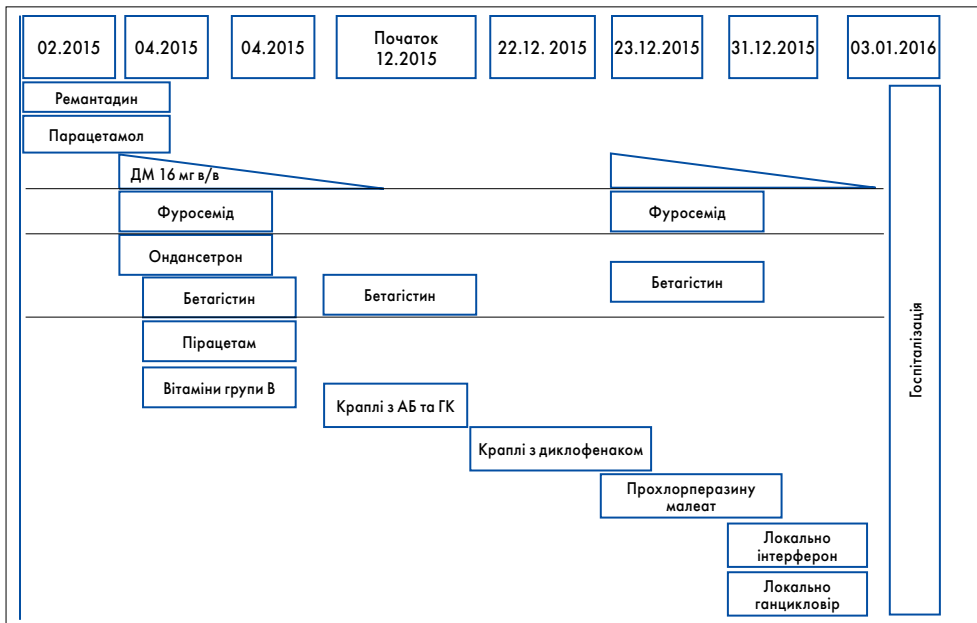 02.2015
04.2015
04.2015
Початок
12.2015
22.12. 2015
23.12.2015
31.12.2015
03.01.2016
Ремантадин
Парацетамол
ДМ 16 мг в/в
Фуросемід
Фуросемід
Ондансетрон
Бетагістин
Бетагістин
Бетагістин
Пірацетам
Вітаміни групи В
Краплі з АБ та ГК
Краплі з диклофенаком
Прохлорперазину
малеат
Локально
інтерферон
Локально
ганцикловір
Госпіталізація